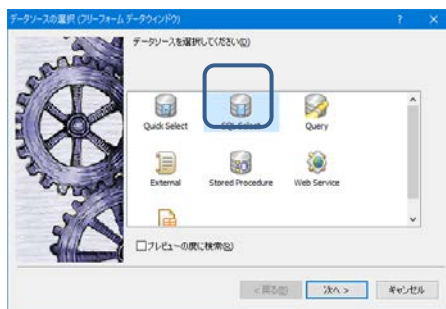 データソースの選択 (フリーフォーム データウィンドウ)
データソースを選択してください(D)
Quick Select SQL Select Query
External Stored Procedure Web Service
プレビューの度に検索(R)
< 戻る(B) 次へ > キャンセル